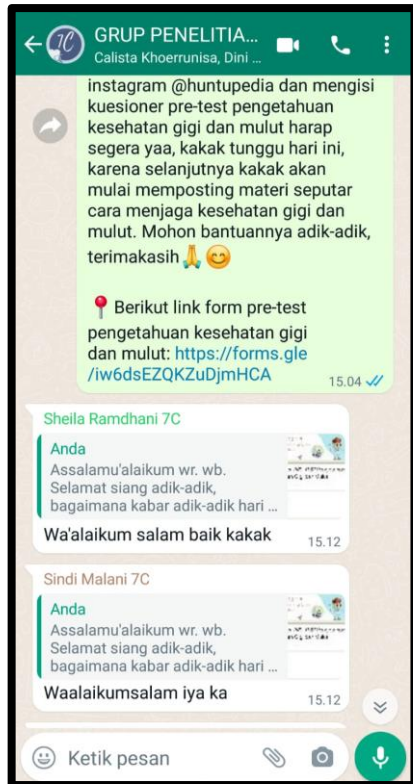 7C
GRUP PENELITIA...
Calista Khoerrunisa, Dini ...
instagram @huntupedia dan mengisi
kuesioner pre-test pengetahuan
kesehatan gigi dan mulut harap
segera yaa, kakak tunggu hari ini,
karena selanjutnya kakak akan
mulai memposting materi seputar
cara menjaga kesehatan gigi dan
mulut. Mohon bantuannya adik-adik,
terimakasih🙏😊
📍 Berikut link form pre-test
pengetahuan kesehatan gigi
dan mulut: https://forms.gle
/iw6dsEZQKZuDjmHCA
15.04
Sheila Ramdhani 7C
Anda
Assalamu'alaikum wr. wb.
Selamat siang adik-adik,
bagaimana kabar adik-adik hari ...
Wa'alaikum salam baik kakak
15.12
Sindi Malani 7C
Anda
Assalamu'alaikum wr. wb.
Selamat siang adik-adik,
bagaimana kabar adik-adik hari ...
Waalaikumsalam iya ka
15.12
Ketik pesan